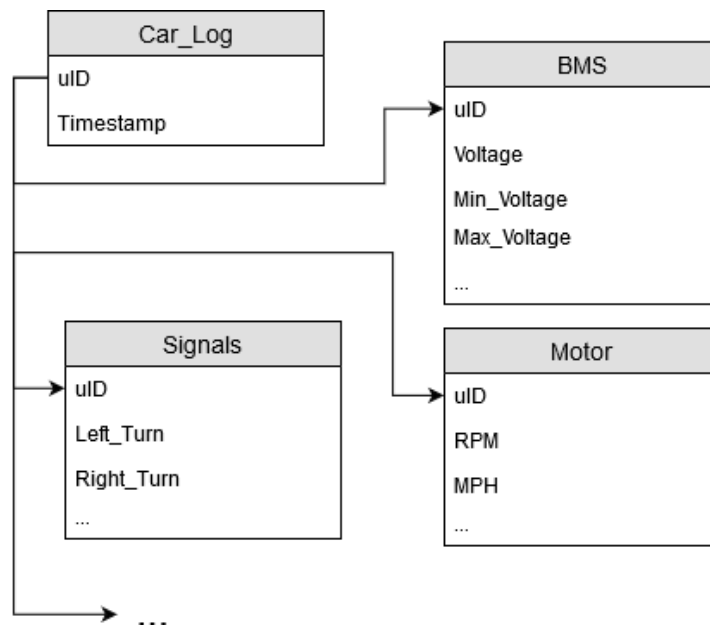 Car_Log
uID
Timestamp
BMS
uID
Voltage
Min_Voltage
Max_Voltage
...
Signals
uID
Left_Turn
Right_Turn
...
Motor
uID
RPM
MPH
...
...